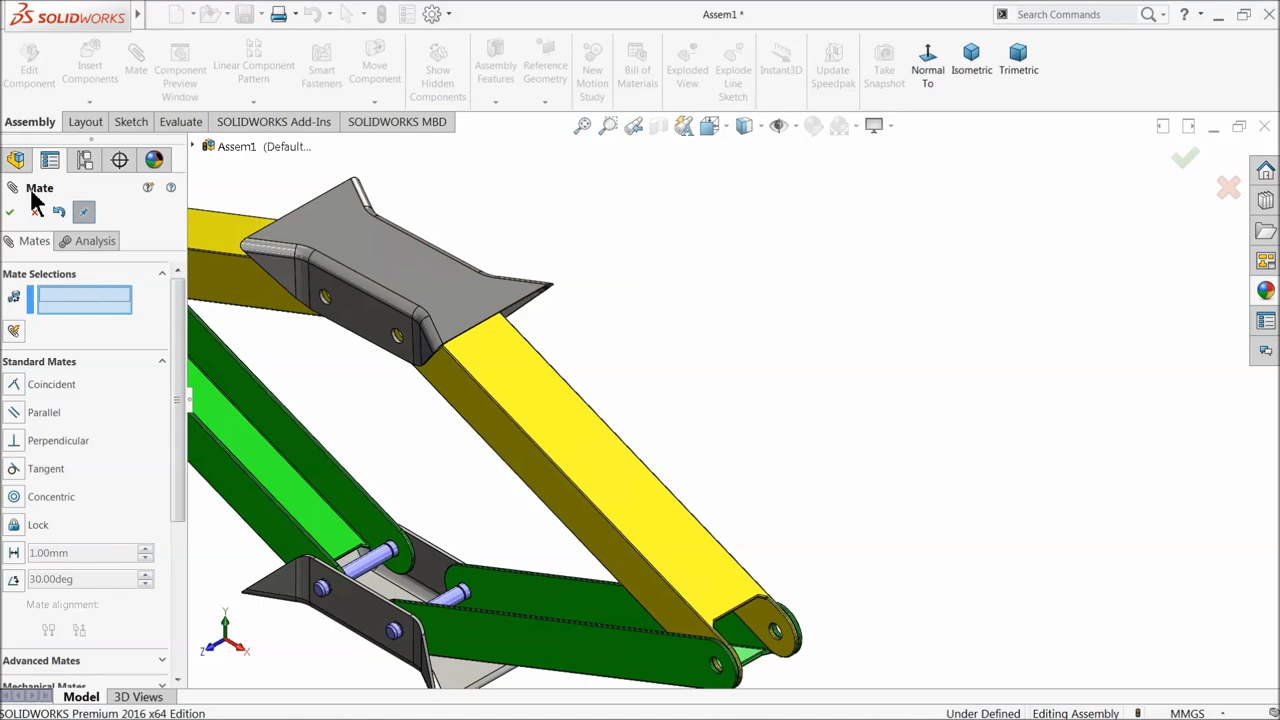 SOLIDWORKS
Assem1 *
Search Commands
?
Edit Component
Insert Components
Mate
Component Preview Window
Linear Component Pattern
Smart Fasteners
Move Component
Show Hidden Components
Assembly Features
Reference Geometry
New Motion Study
Bill of Materials
Exploded View
Explode Line Sketch
Instant3D
Update Speedpak
Take Snapshot
Normal To
Isometric
Trimetric
Assembly
Layout
Sketch
Evaluate
SOLIDWORKS Add-Ins
SOLIDWORKS MBD
Assem1 (Default...
Mate
Mates
Analysis
Mate Selections
Standard Mates
Coincident
Parallel
Perpendicular
Tangent
Concentric
Lock
1.00mm
30.00deg
Mate alignment:
Advanced Mates
Mechanical Mates
Y
Z
X
Model
3D Views
SOLIDWORKS Premium 2016 x64 Edition
Under Defined
Editing Assembly
MMGS